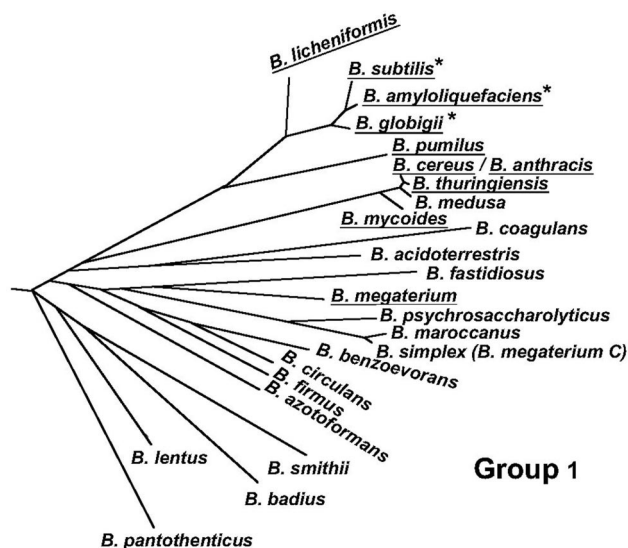 B. licheniformis
B. subtilis*
B. amyloliquefaciens*
B. globigii*
B. pumilus
B. cereus / B. anthracis
B. thuringiensis
B. medusa
B. mycoides
B. coagulans
B. acidoterrestris
B. fastidiosus
B. megaterium
B. psychrosaccharolyticus
B. maroccanus
B. simplex (B. megaterium C)
B. benzoevorans
B. circulans
B. firmus
B. azotoformans
B. lentus
B. smithii
Group 1
B. badius
B. pantothenticus